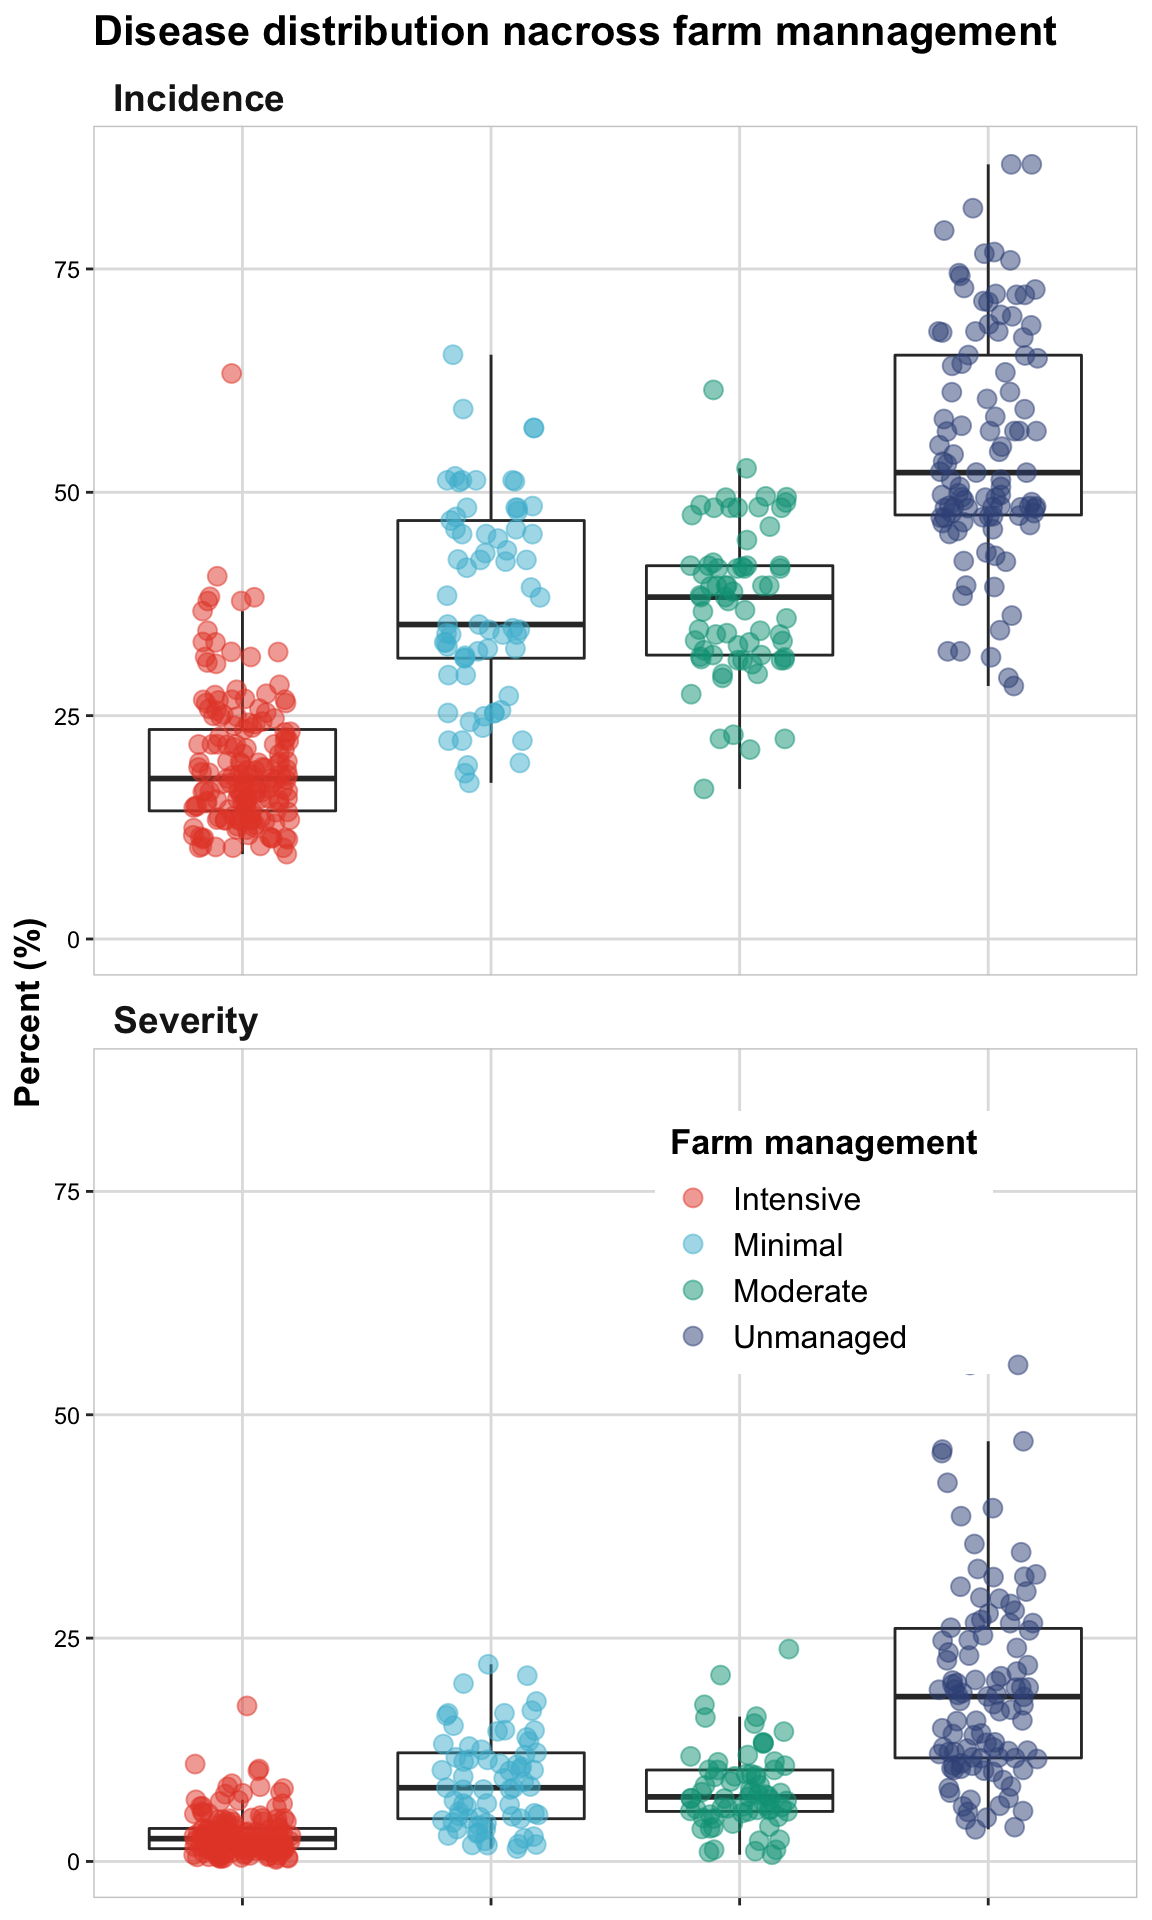 Disease distribution nacross farm mannagement
Incidence
75
50
25
0
Percent (%)
Severity
75
50
25
0
Farm management
Intensive
Minimal
Moderate
Unmanaged